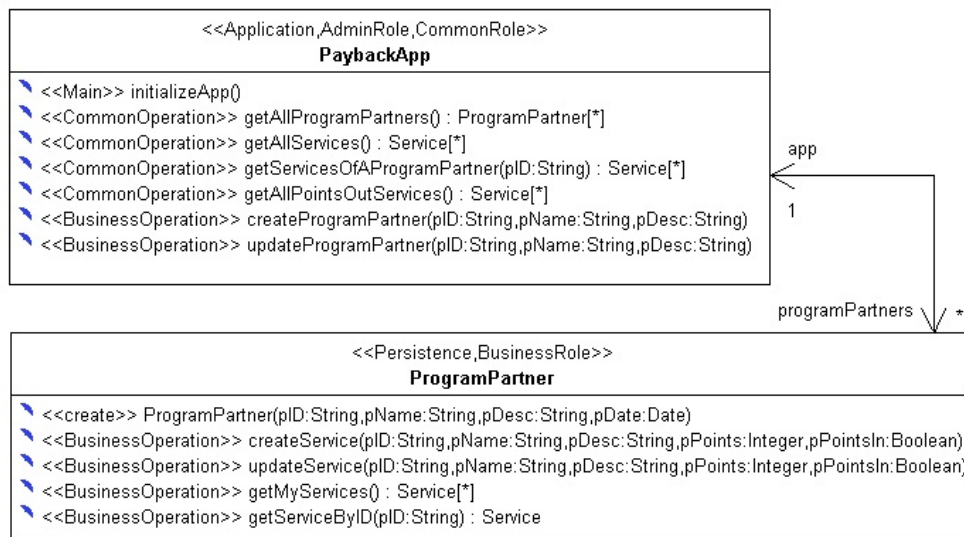 <<Application,AdminRole,CommonRole>>
PaybackApp
<<Main>> initializeApp()
<<CommonOperation>> getAllProgramPartners() : ProgramPartner[*]
<<CommonOperation>> getAllServices() : Service[*]
<<CommonOperation>> getServicesOfAProgramPartner(pID:String) : Service[*]
<<CommonOperation>> getAllPointsOutServices() : Service[*]
<<BusinessOperation>> createProgramPartner(pID:String,pName:String,pDesc:String)
<<BusinessOperation>> updateProgramPartner(pID:String,pName:String,pDesc:String)
app
1
programPartners *
<<Persistence,BusinessRole>>
ProgramPartner
<<create>> ProgramPartner(pID:String,pName:String,pDesc:String,pDate:Date)
<<BusinessOperation>> createService(pID:String,pName:String,pDesc:String,pPoints:Integer,pPointsIn:Boolean)
<<BusinessOperation>> updateService(pID:String,pName:String,pDesc:String,pPoints:Integer,pPointsIn:Boolean)
<<BusinessOperation>> getMyServices() : Service[*]
<<BusinessOperation>> getServiceByID(pID:String) : Service